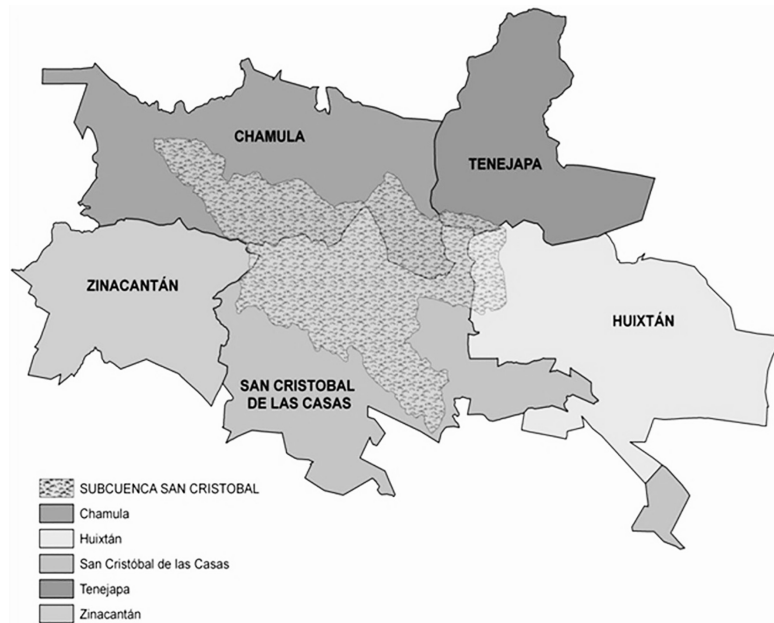 CHAMULA
TENEJAPA
ZINACANTÁN
HUIXTÁN
SAN CRISTOBAL
DE LAS CASAS
SUBCUENCA SAN CRISTOBAL
Chamula
Huixtán
San Cristóbal de las Casas
Tenejapa
Zinacantán